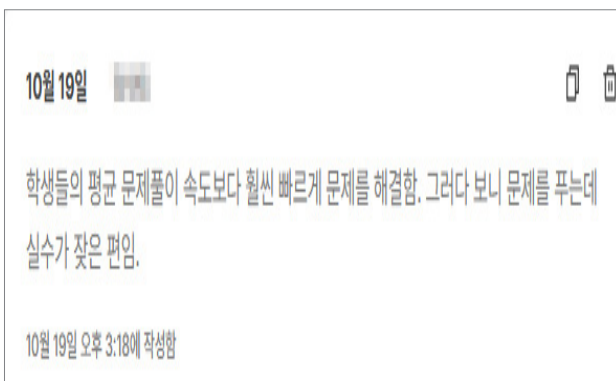 10월 19일
학생들의 평균 문제풀이 속도보다 훨씬 빠르게 문제를 해결함. 그러다 보니 문제를 푸는데
실수가 잦은 편임.
10월 19일 오후 3:18에 작성함